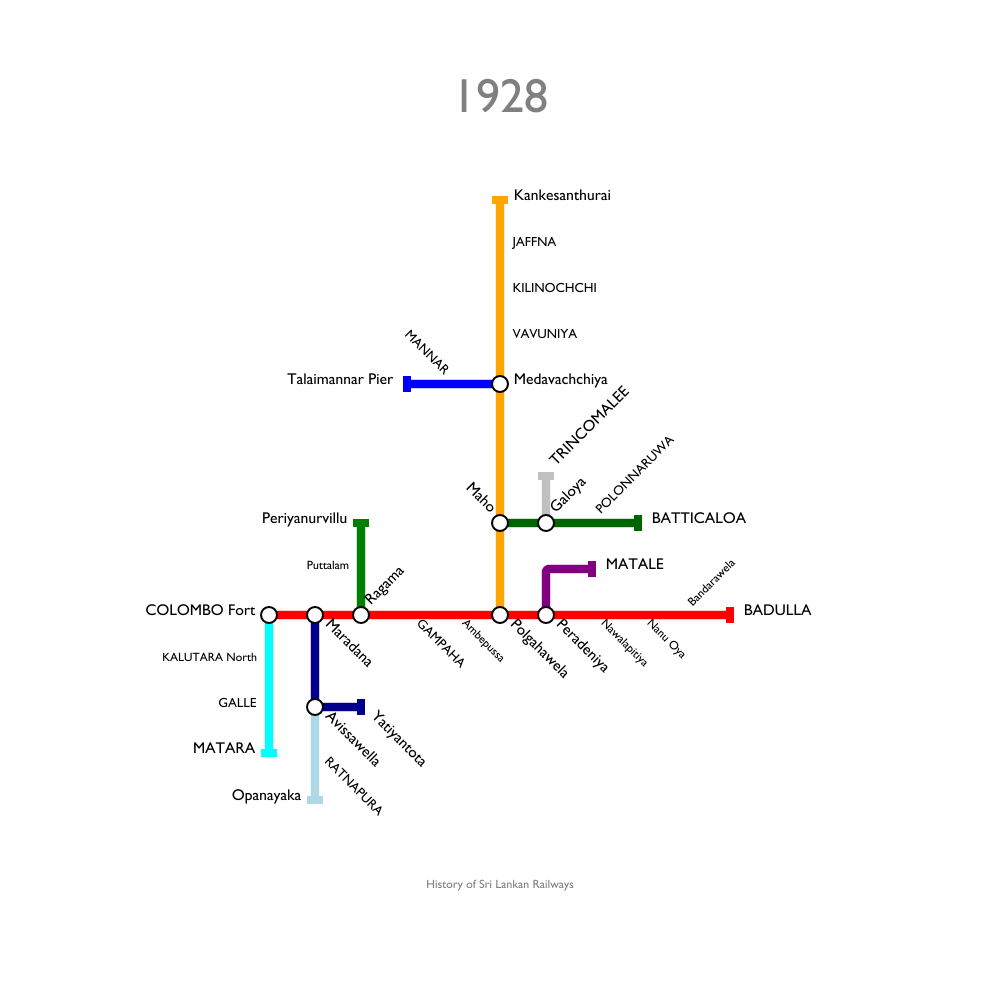 1928
Kankesanthurai
JAFFNA
KILINOCHCHI
VAVUNIYA
MANNAR
Talaimannar Pier
Medavachchiya
TRINCOMALEE
Maho
Galoya
POLONNARUWA
Periyanurvillu
BATTICALOA
Puttalam
MATALE
Ragama
Bandarawela
COLOMBO Fort
BADULLA
Maradana
GAMPAHA
Ambepussa
Polgahawela
Peradeniya
Nawalapitiya
Nanu Oya
KALUTARA North
GALLE
Avissawella
Yatiyantota
MATARA
RATNAPURA
Opanayaka
History of Sri Lankan Railways